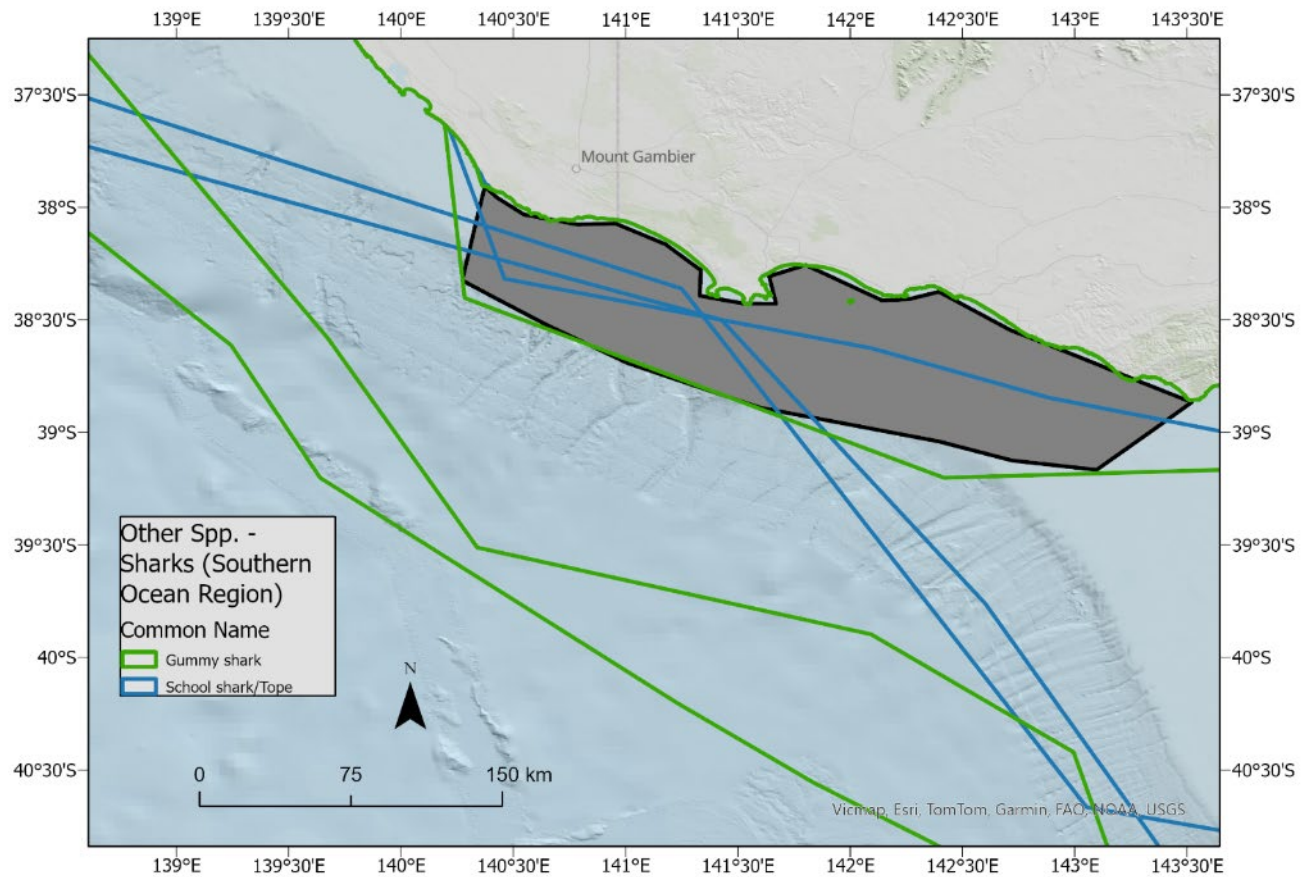 139°E 139°30'E 140°E 140°30'E 141°E 141°30'E 142°E 142°30'E 143°E 143°30'E
37°30'S 37°30'S
Mount Gambier
38°S 38°S
38°30'S 38°30'S
39°S 39°S
Other Spp. -
Sharks (Southern
Ocean Region)
Common Name
Gummy shark
School shark/Tope
39°30'S 39°30'S
40°S 40°S
N
0 75 150 km
40°30'S 40°30'S
Vicmap, Esri, TomTom, Garmin, FAO, NOAA, USGS
139°E 139°30'E 140°E 140°30'E 141°E 141°30'E 142°E 142°30'E 143°E 143°30'E